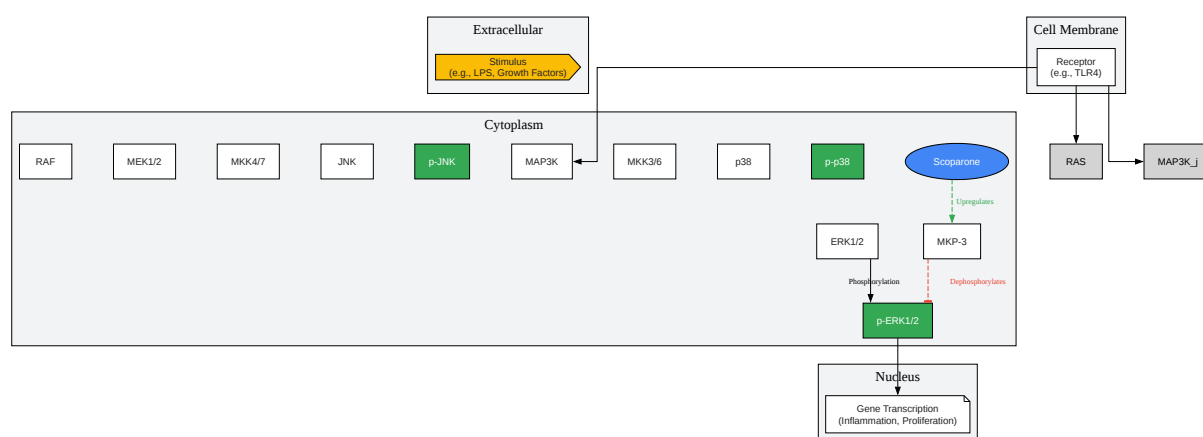 Extracellular
Cell Membrane
Stimulus
(e.g., LPS, Growth Factors)
Receptor
(e.g., TLR4)
Cytoplasm
RAF
MEK1/2
MKK4/7
JNK
p-JNK
MAP3K
MKK3/6
p38
p-p38
Scoparone
RAS
MAP3K_j
Upregulates
ERK1/2
MKP-3
Phosphorylation
Dephosphorylates
p-ERK1/2
Nucleus
Gene Transcription
(Inflammation, Proliferation)